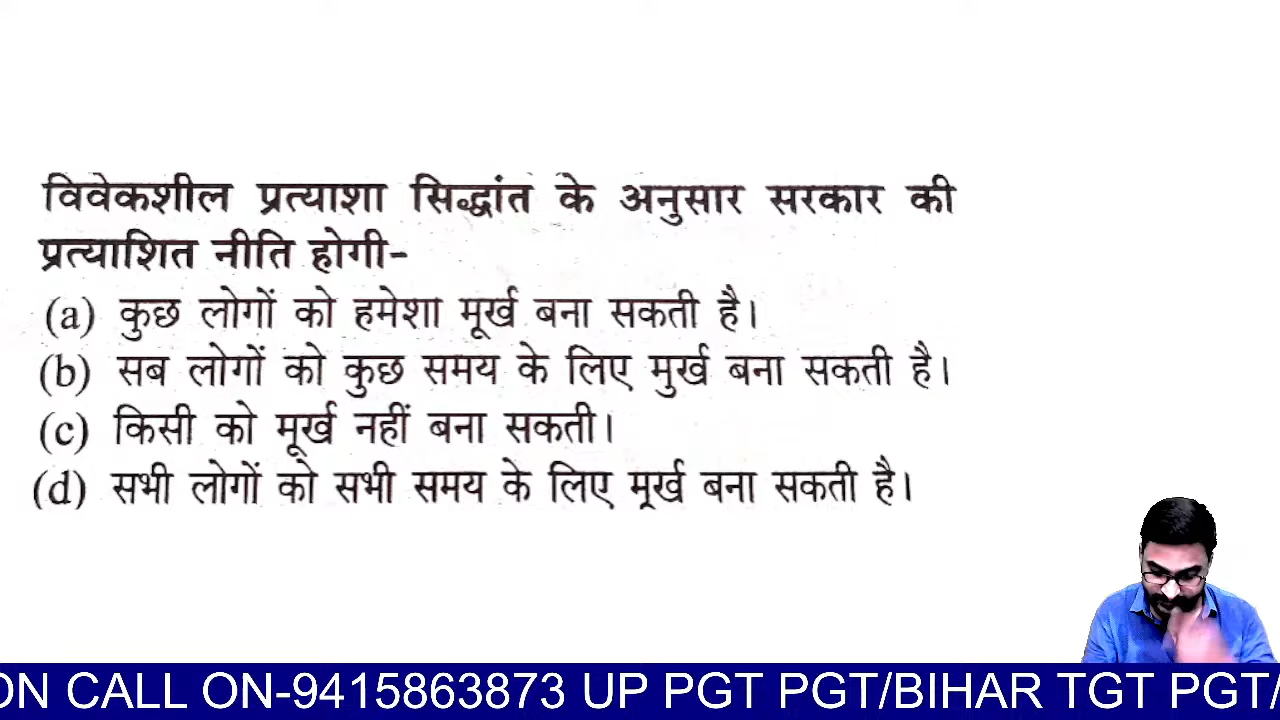 विवेकशील प्रत्याशा सिद्धांत के अनुसार सरकार की
प्रत्याशित नीति होगी-
(a) कुछ लोगों को हमेशा मूर्ख बना सकती है।
(b) सब लोगों को कुछ समय के लिए मुर्ख बना सकती है।
(c) किसी को मूर्ख नहीं बना सकती।
(d) सभी लोगों को सभी समय के लिए मूर्ख बना सकती है।
ON CALL ON-9415863873 UP PGT PGT/BIHAR TGT PGT/